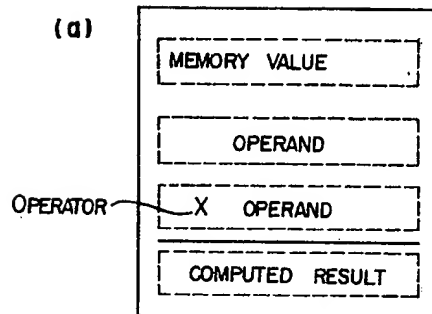 (a)
MEMORY VALUE
OPERAND
OPERATOR X OPERAND
COMPUTED RESULT